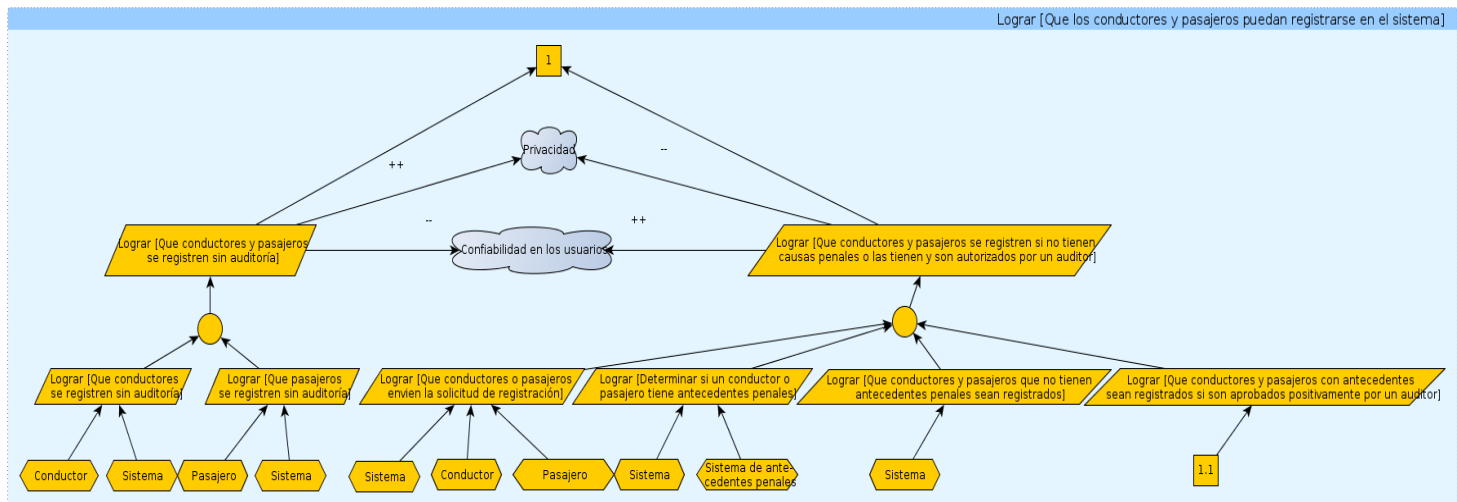 Lograr [Que los conductores y pasajeros puedan registrarse en el sistema]
1
Privacidad
--
++
--
++
Confiabilidad en los usuarios
Lograr [Que conductores y pasajeros
se registren sin auditoría]
Lograr [Que conductores y pasajeros se registren si no tienen
causas penales o las tienen y son autorizados por un auditor]
Lograr [Que conductores
se registren sin auditoría]
Lograr [Que pasajeros
se registren sin auditoría]
Lograr [Que conductores o pasajeros
envien la solicitud de registración]
Lograr [Determinar si un conductor o
pasajero tiene antecedentes penales]
Lograr [Que conductores y pasajeros que no tienen
antecedentes penales sean registrados]
Lograr [Que conductores y pasajeros con antecedentes
sean registrados si son aprobados positivamente por un auditor]
Conductor
Sistema
Pasajero
Sistema
Sistema
Conductor
Pasajero
Sistema
Sistema de ante-
cedentes penales
Sistema
1.1